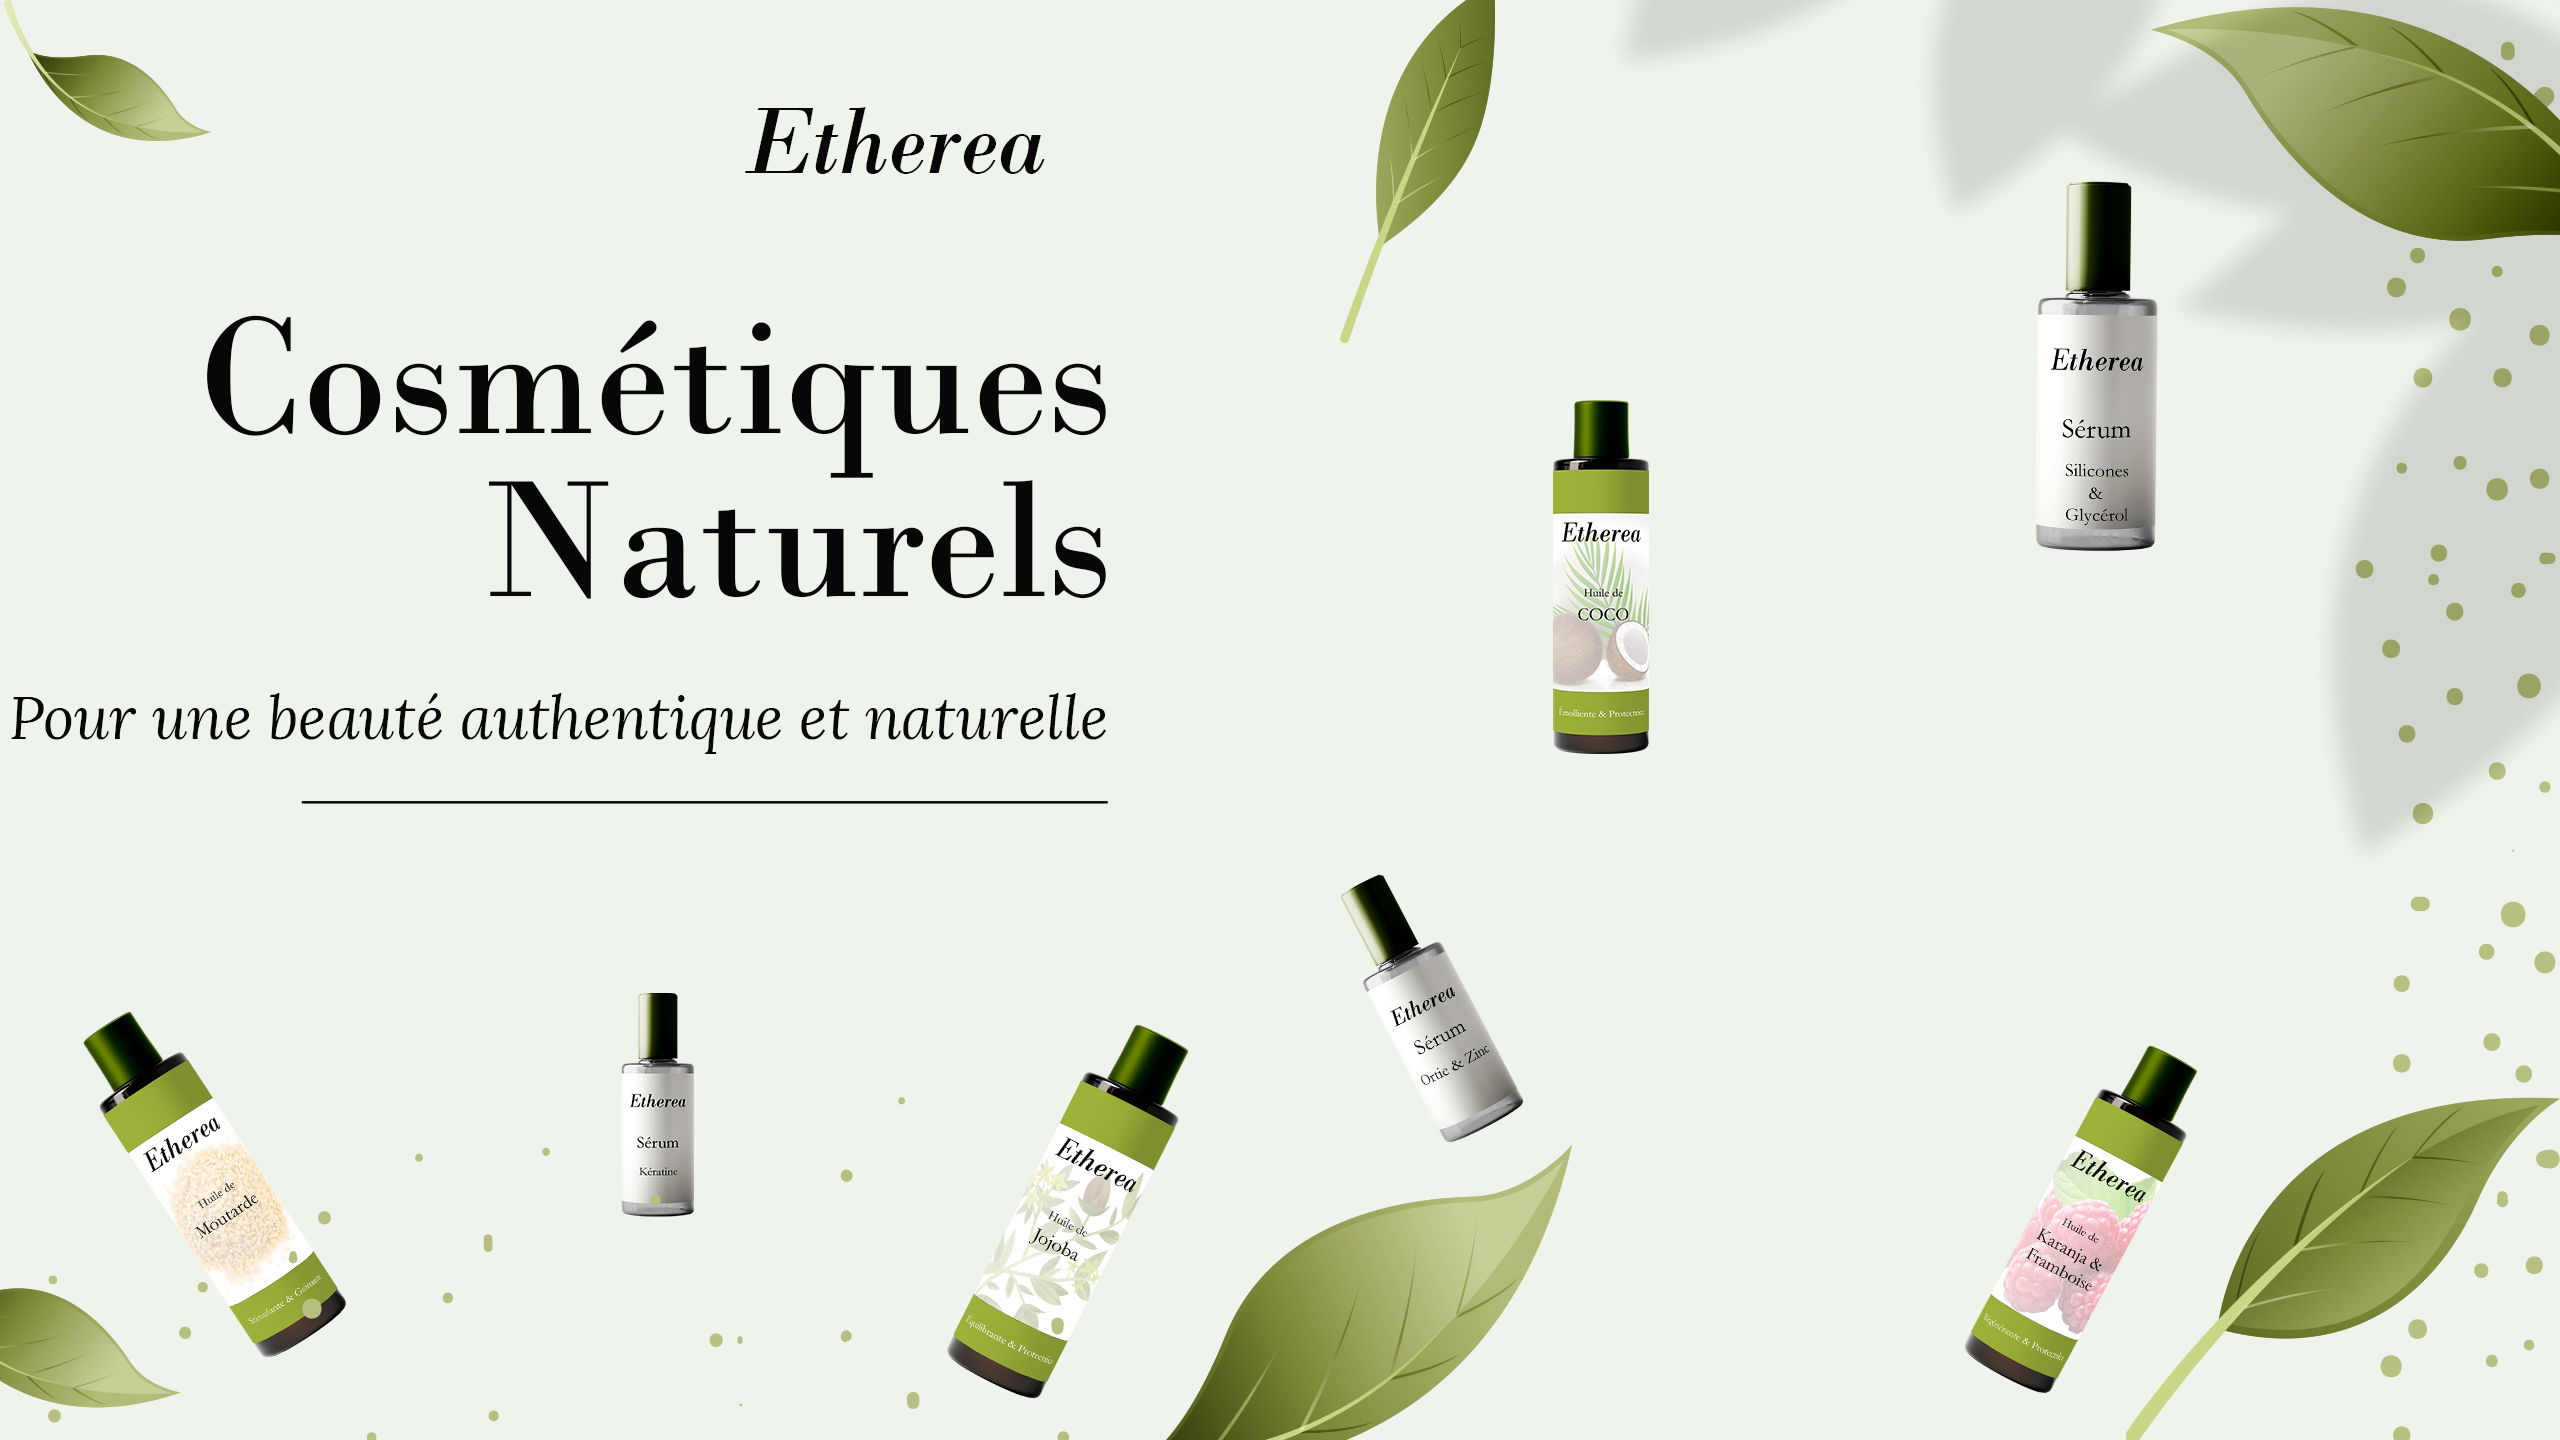 Etherea
Cosmétiques
Naturels
Pour une beauté authentique et naturelle
Etherea
Sérum
Silicones
&
Glycérol
Etherea
Huile de
COCO
Émolliente & Protectrice
Etherea
Sérum
Ortie & Zinc
Etherea
Huile de
Moutarde
Stimulante & Gainante
Etherea
Sérum
Kératine
Etherea
Huile de
Jojoba
Équilibrante & Protectrice
Etherea
Huile de
Karanja &
Framboise
Régénérante & Protectrice